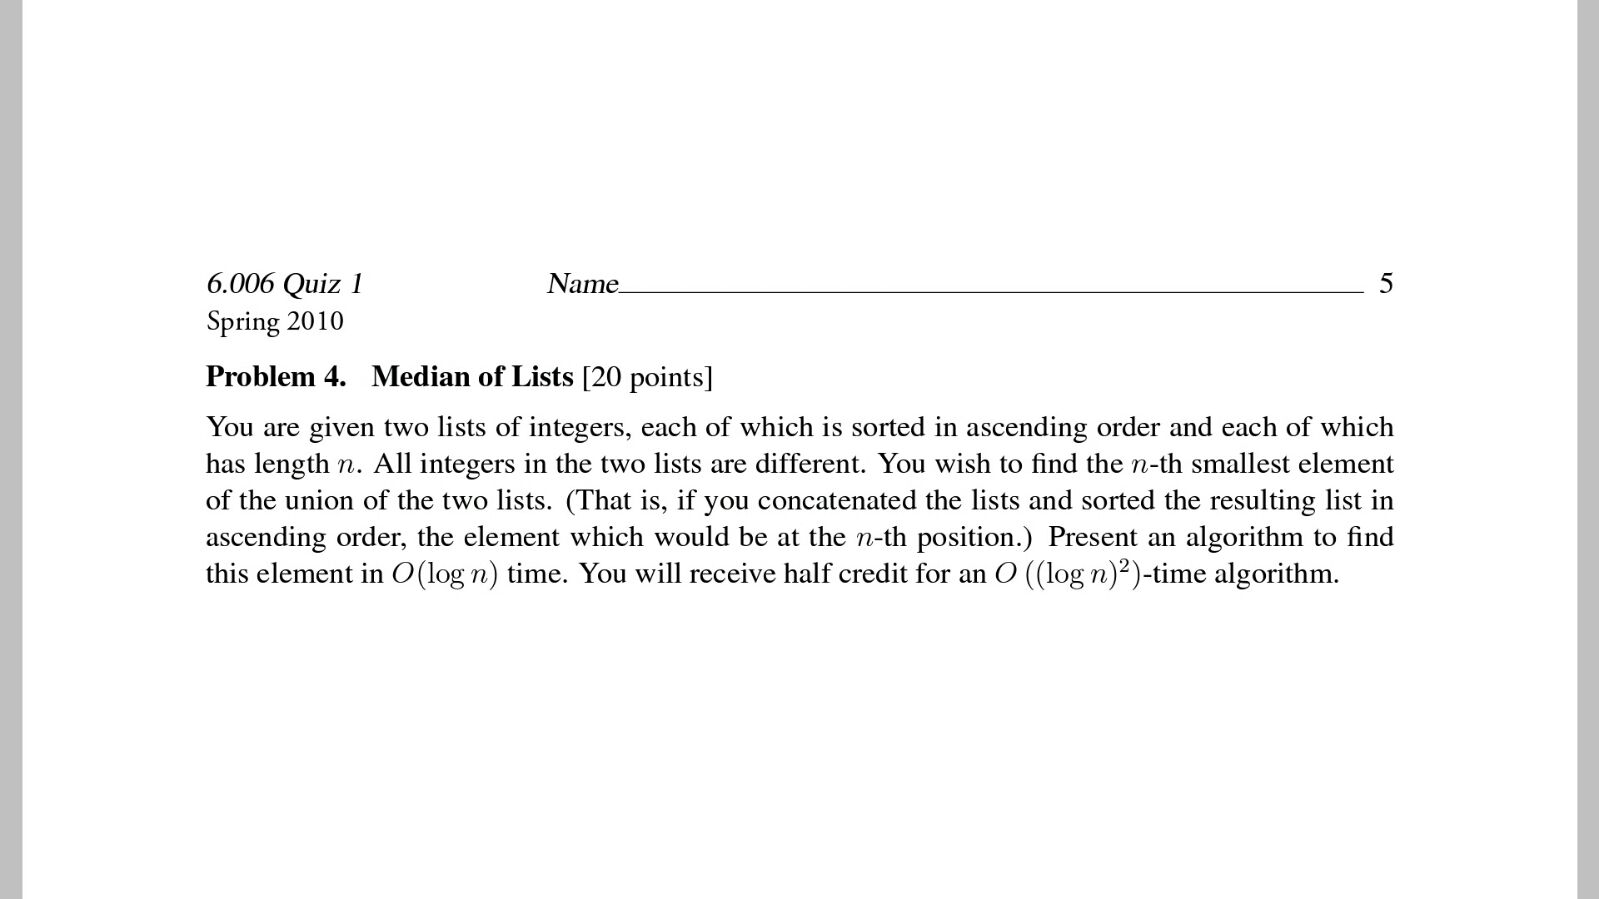 6.006 Quiz 1 Name 5
Spring 2010
Problem 4. Median of Lists [20 points]
You are given two lists of integers, each of which is sorted in ascending order and each of which
has length n. All integers in the two lists are different. You wish to find the n-th smallest element
of the union of the two lists. (That is, if you concatenated the lists and sorted the resulting list in
ascending order, the element which would be at the n-th position.) Present an algorithm to find
this element in O(log n) time. You will receive half credit for an O ((log n)²)-time algorithm.